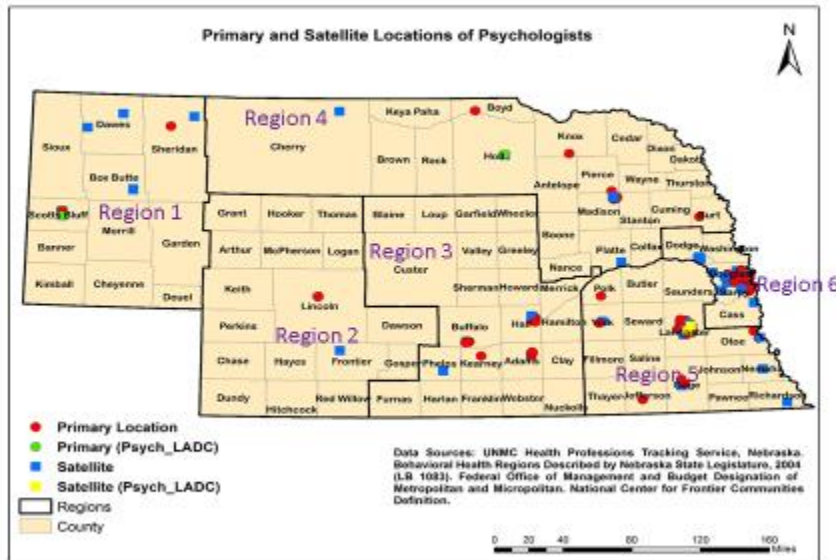 Primary and Satellite Locations of Psychologists
N
Region 4
Keya Paha
Boyd
Dawes
Sioux
Sheridan
Cherry
Brown
Rock
Holt
Knox
Cedar
Dixon
Dakota
Box Butte
Antelope
Pierce
Wayne
Thurston
Scotts Bluff
Region 1
Morrill
Garden
Banner
Kimball
Cheyenne
Deuel
Grant
Hooker
Thomas
Blaine
Loup
Garfield
Wheeler
Madison
Stanton
Cuming
Burt
Arthur
McPherson
Logan
Region 3
Custer
Valley
Greeley
Boone
Platte
Colfax
Dodge
Washington
Nance
Keith
Lincoln
Sherman
Howard
Merrick
Polk
Butler
Saunders
Region 6
Cass
Perkins
Region 2
Dawson
Buffalo
Hall
Hamilton
York
Seward
Lancaster
Otoe
Chase
Hayes
Frontier
Gosper
Phelps
Kearney
Adams
Clay
Fillmore
Saline
Region 5
Gage
Johnson
Dundy
Hitchcock
Red Willow
Furnas
Harlan
Franklin
Webster
Nuckolls
Thayer
Jefferson
Pawnee
Richardson
Primary Location
Primary (Psych_LADC)
Satellite
Satellite (Psych_LADC)
Regions
County
Data Sources: UNMC Health Professions Tracking Service, Nebraska.
Behavioral Health Regions Described by Nebraska State Legislature, 2004
(LB 1083). Federal Office of Management and Budget Designation of
Metropolitan and Micropolitan. National Center for Frontier Communities
Definition.
0 20 40 80 120 160
Miles